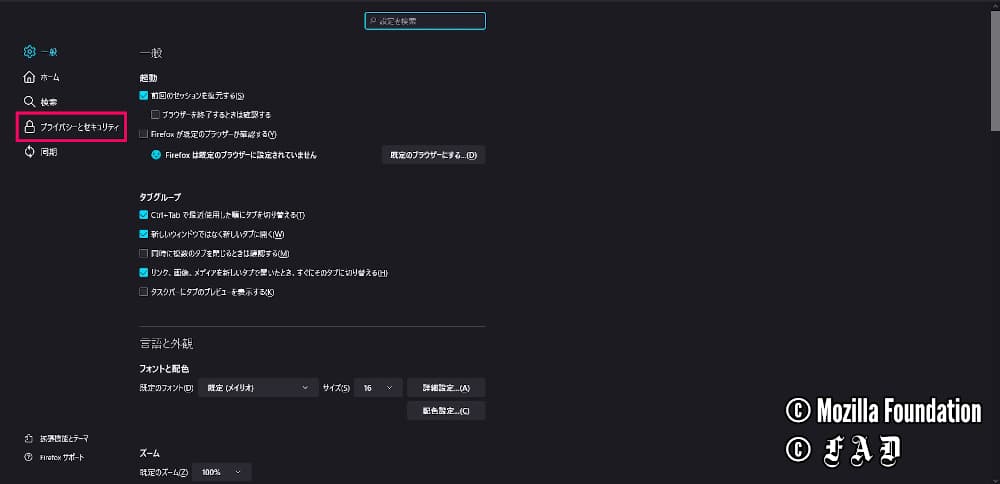 設定を検索
一般
ホーム
検索
プライバシーとセキュリティ
同期
拡張機能とテーマ
Firefox サポート
一般
起動
前回のセッションを復元する(S)
ブラウザーを終了するときは確認する
Firefox が既定のブラウザーか確認する(Y)
Firefox は既定のブラウザーに設定されていません
既定のブラウザーにする...(D)
タブグループ
Ctrl+Tab で最近使用した順にタブを切り替える(T)
新しいウィンドウではなく新しいタブに開く(W)
同時に複数のタブを閉じるときは確認する(M)
リンク、画像、メディアを新しいタブで開いたとき、すぐにそのタブに切り替える(H)
タスクバーにタブのプレビューを表示する(K)
言語と外観
フォントと配色
既定のフォント(D) 既定 (メイリオ) サイズ(S) 16 詳細設定...(A)
配色設定...(C)
ズーム
既定のズーム(Z) 100%
© Mozilla Foundation
© FAD